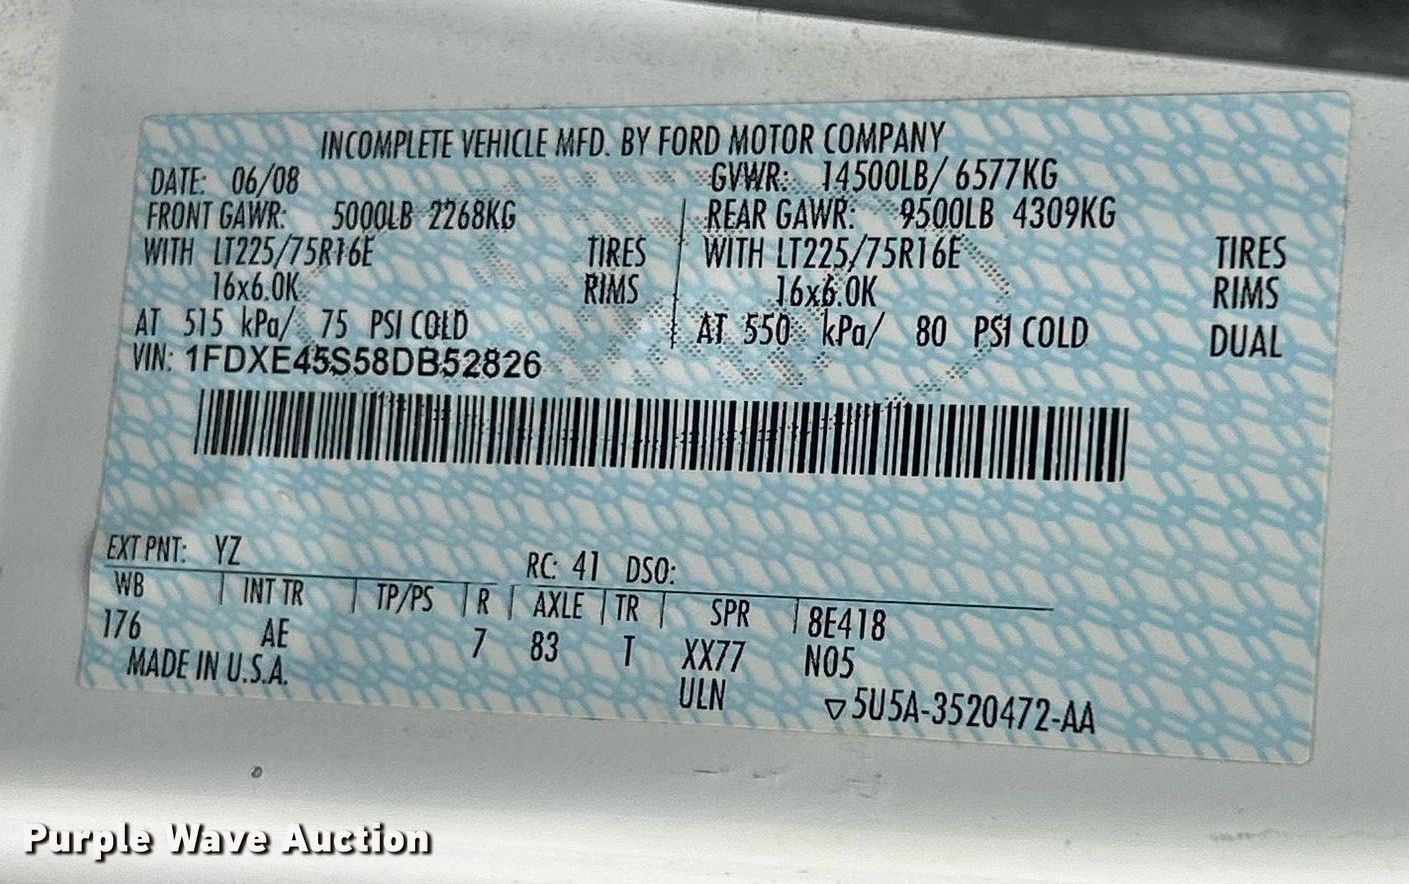 INCOMPLETE VEHICLE MFD. BY FORD MOTOR COMPANY
DATE: 06/08 GVWR: 14500LB/ 6577KG
FRONT GAWR: 5000LB 2268KG REAR GAWR: 9500LB 4309KG
WITH LT225/75R16E TIRES WITH LT225/75R16E TIRES
16x6.0K RIMS 16x6.0K RIMS
AT 515 kPa/ 75 PSI COLD AT 550 kPa/ 80 PSI COLD DUAL
VIN: 1FDXE45S58DB52826
EXT PNT: YZ RC: 41 DSO:
WB INT TR TP/PS R AXLE TR SPR 8E418
176 AE 7 83 T XX77 N05
MADE IN U.S.A. ULN ▽5U5A-3520472-AA
Purple Wave Auction